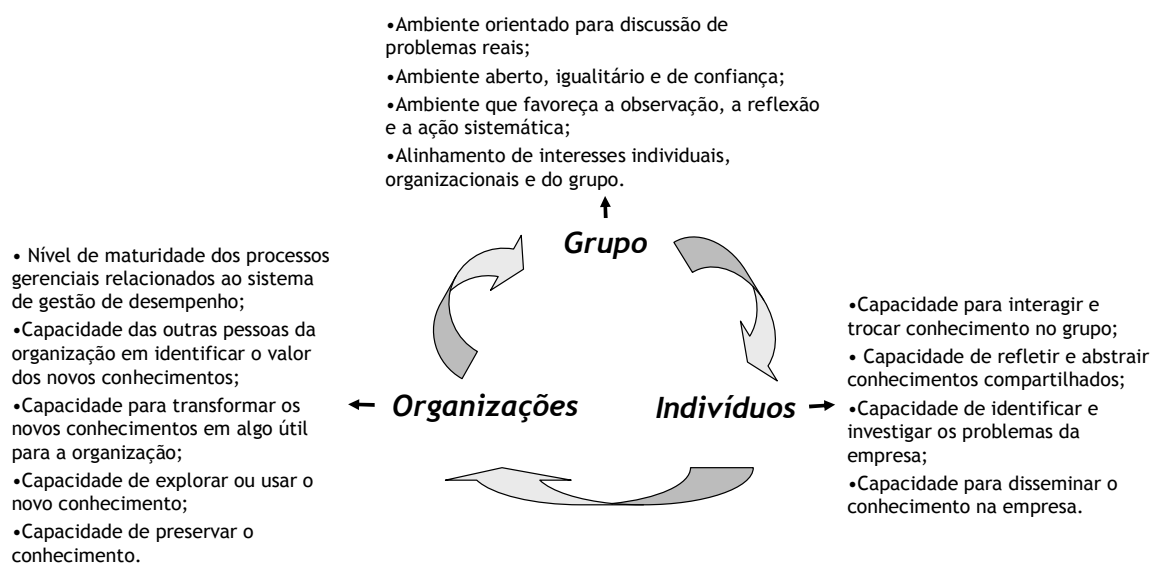 •Ambiente orientado para discussão de
problemas reais;
•Ambiente aberto, igualitário e de confiança;
•Ambiente que favoreça a observação, a reflexão
e a ação sistemática;
•Alinhamento de interesses individuais,
organizacionais e do grupo.
Grupo
• Nível de maturidade dos processos
gerenciais relacionados ao sistema
de gestão de desempenho;
•Capacidade das outras pessoas da
organização em identificar o valor
dos novos conhecimentos;
•Capacidade para transformar os
novos conhecimentos em algo útil
para a organização;
•Capacidade de explorar ou usar o
novo conhecimento;
•Capacidade de preservar o
conhecimento.
Organizações
Indivíduos
•Capacidade para interagir e
trocar conhecimento no grupo;
• Capacidade de refletir e abstrair
conhecimentos compartilhados;
•Capacidade de identificar e
investigar os problemas da
empresa;
•Capacidade para disseminar o
conhecimento na empresa.